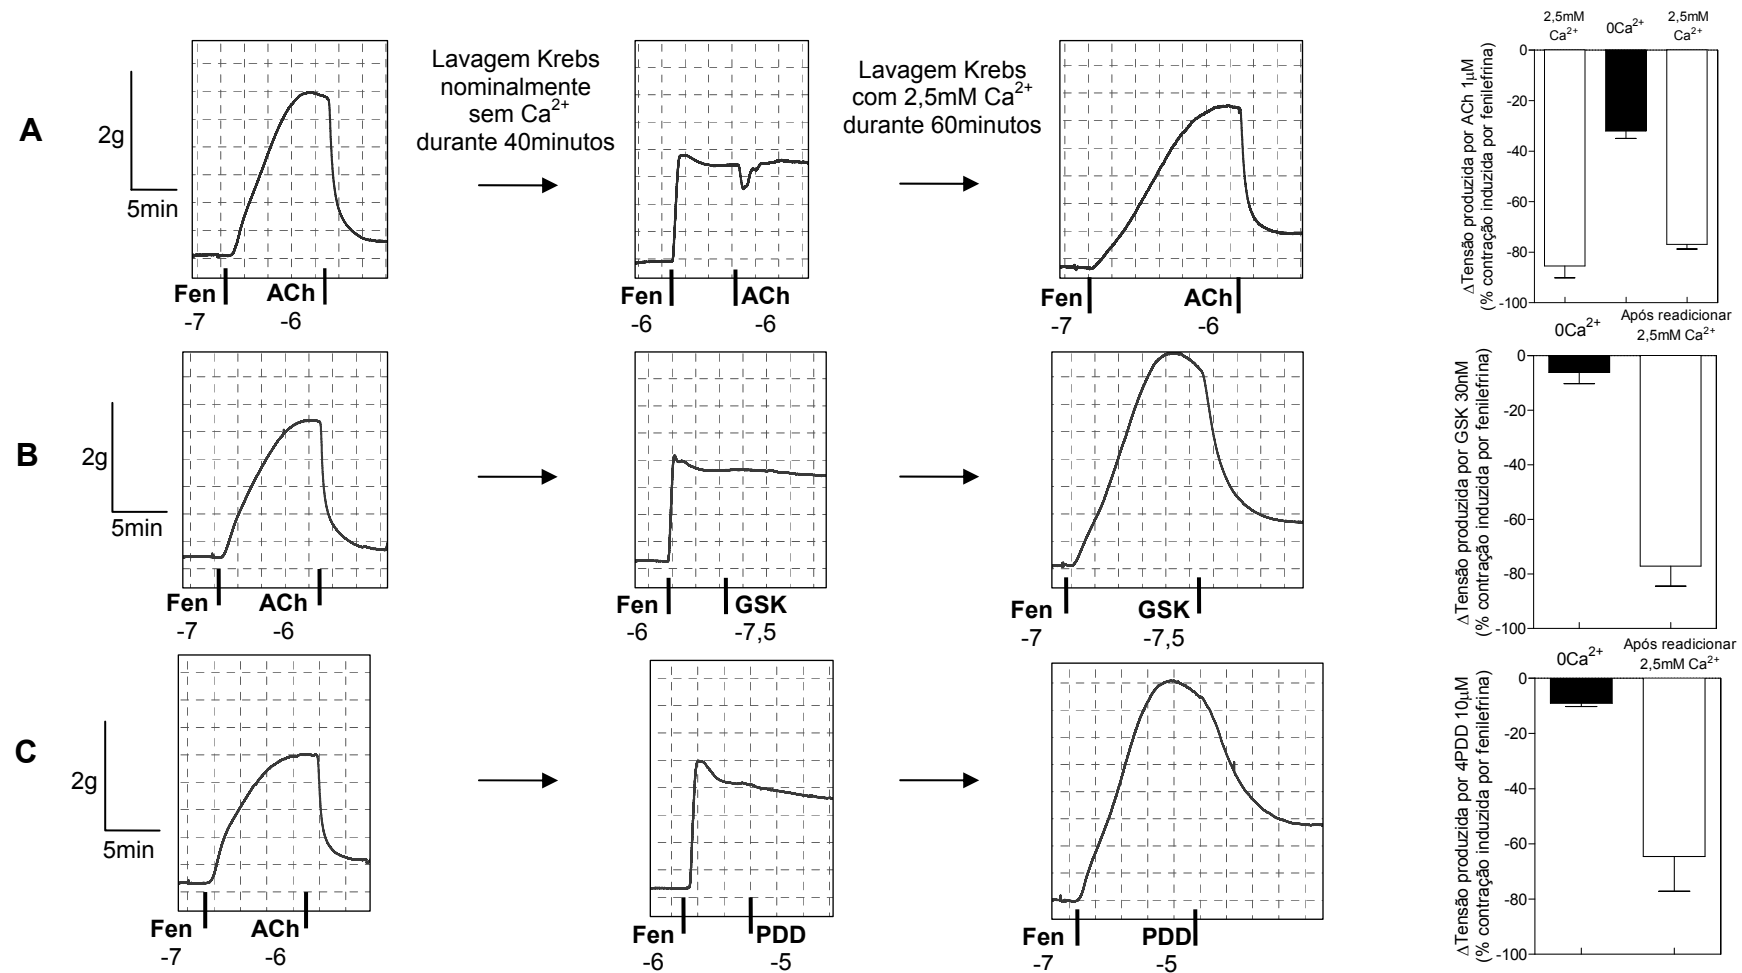 A
2g
5min
Fen
ACh
-7
-6
Lavagem Krebs
nominalmente
sem Ca2+
durante 40minutos
Fen
ACh
-6
-6
Lavagem Krebs
com 2,5mM Ca2+
durante 60minutos
Fen
ACh
-7
-6
2,5mM
Ca2+
0Ca2+
2,5mM
Ca2+
ΔTensão produzida por ACh 1μM
(% contração induzida por fenilefrina)
0
-20
-40
-60
-80
-100
B
2g
5min
Fen
ACh
-7
-6
Fen
GSK
-6
-7,5
Fen
GSK
-7
-7,5
0Ca2+
Após readicionar
2,5mM Ca2+
ΔTensão produzida por GSK 30nM
(% contração induzida por fenilefrina)
0
-20
-40
-60
-80
-100
C
2g
5min
Fen
ACh
-7
-6
Fen
PDD
-6
-5
Fen
PDD
-7
-5
0Ca2+
Após readicionar
2,5mM Ca2+
ΔTensão produzida por 4PDD 10μM
(% contração induzida por fenilefrina)
0
-20
-40
-60
-80
-100